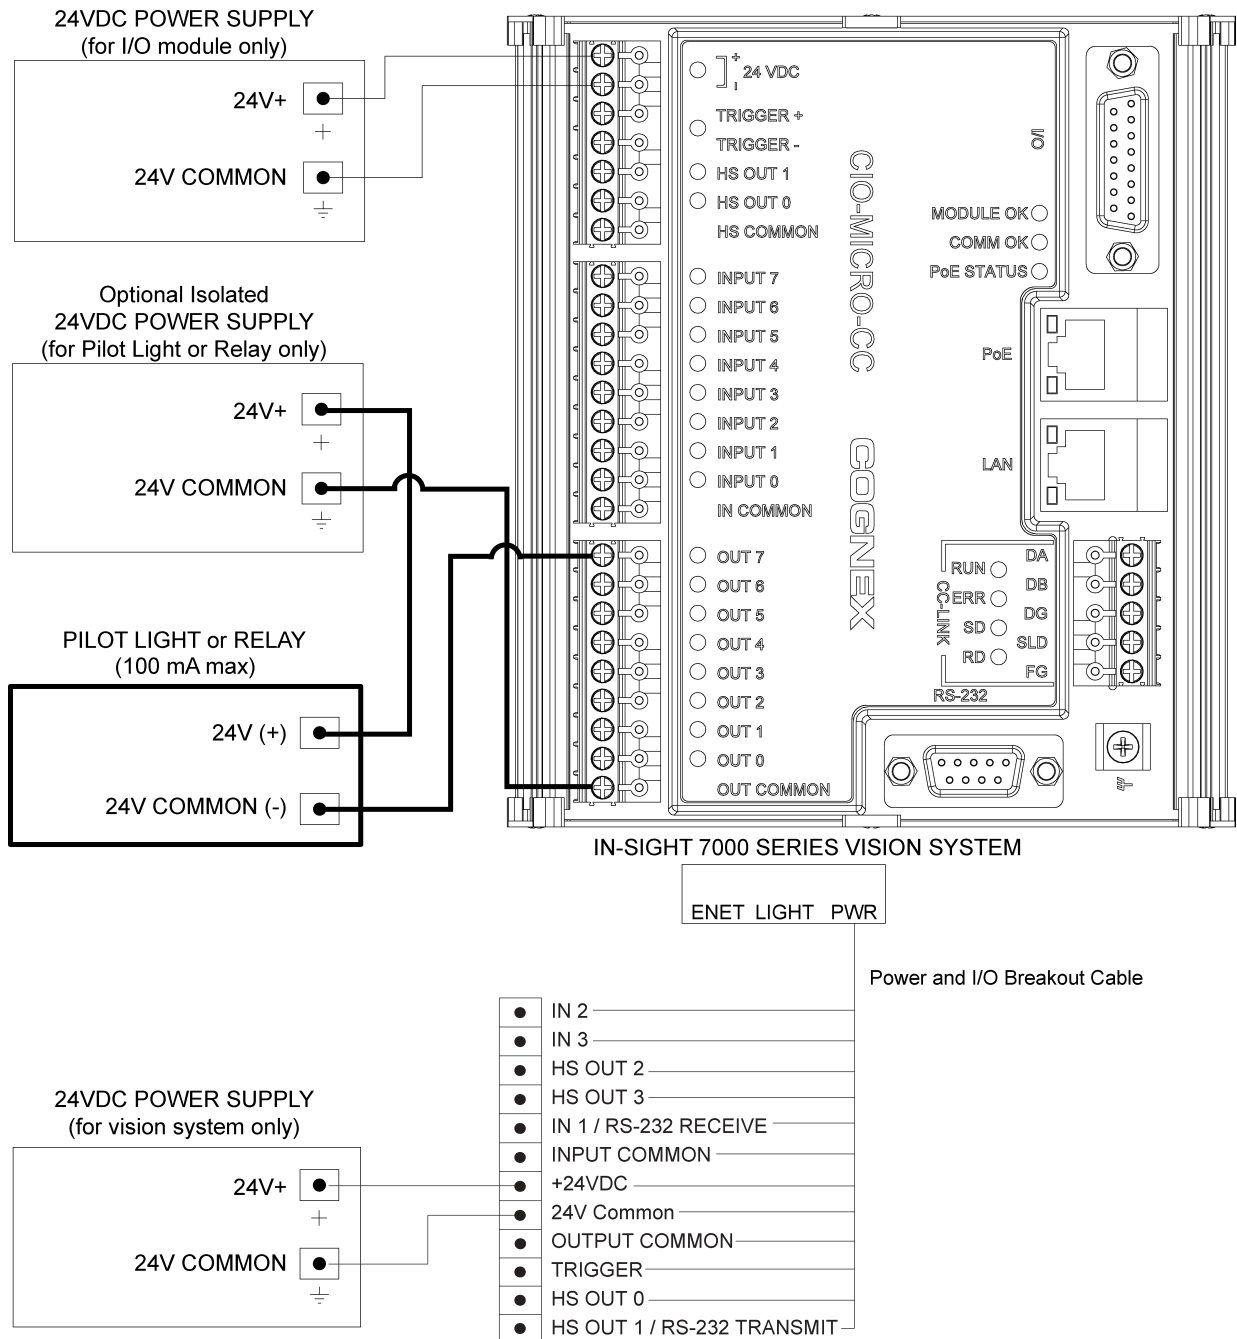 24VDC POWER SUPPLY
(for I/O module only)
24V+
24V COMMON
Optional Isolated
24VDC POWER SUPPLY
(for Pilot Light or Relay only)
24V+
24V COMMON
PILOT LIGHT or RELAY
(100 mA max)
24V (+)
24V COMMON (-)
+
-
24 VDC
TRIGGER +
TRIGGER -
HS OUT 1
HS OUT 0
HS COMMON
INPUT 7
INPUT 6
INPUT 5
INPUT 4
INPUT 3
INPUT 2
INPUT 1
INPUT 0
IN COMMON
OUT 7
OUT 6
OUT 5
OUT 4
OUT 3
OUT 2
OUT 1
OUT 0
OUT COMMON
CIO-MICRO-CC
COGNEX
I/O
MODULE OK
COMM OK
PoE STATUS
PoE
LAN
CC-LINK
RUN
ERR
SD
RD
DA
DB
DG
SLD
FG
RS-232
IN-SIGHT 7000 SERIES VISION SYSTEM
ENET LIGHT PWR
Power and I/O Breakout Cable
IN 2
IN 3
HS OUT 2
HS OUT 3
IN 1 / RS-232 RECEIVE
INPUT COMMON
+24VDC
24V Common
OUTPUT COMMON
TRIGGER
HS OUT 0
HS OUT 1 / RS-232 TRANSMIT
24VDC POWER SUPPLY
(for vision system only)
24V+
24V COMMON